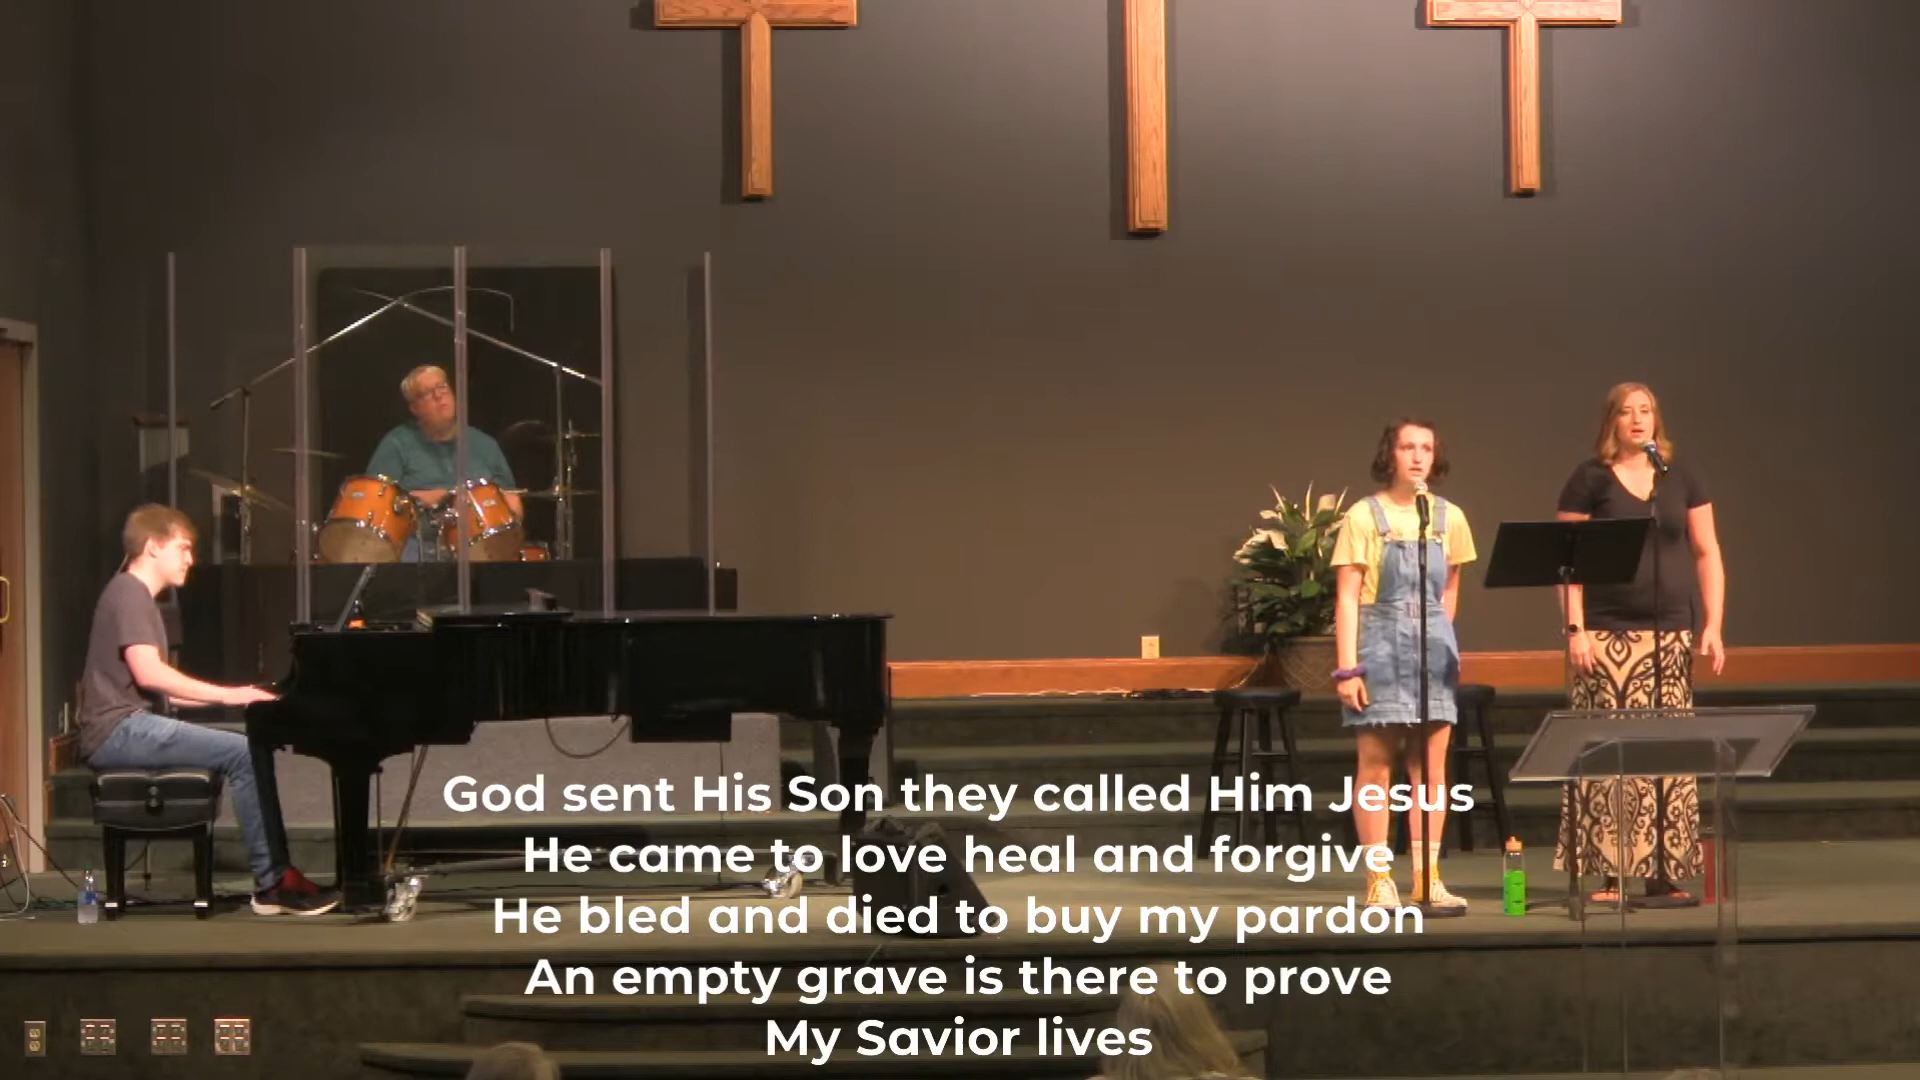 God sent His Son they called Him Jesus
He came to love heal and forgive
He bled and died to buy my pardon
An empty grave is there to prove
My Savior lives